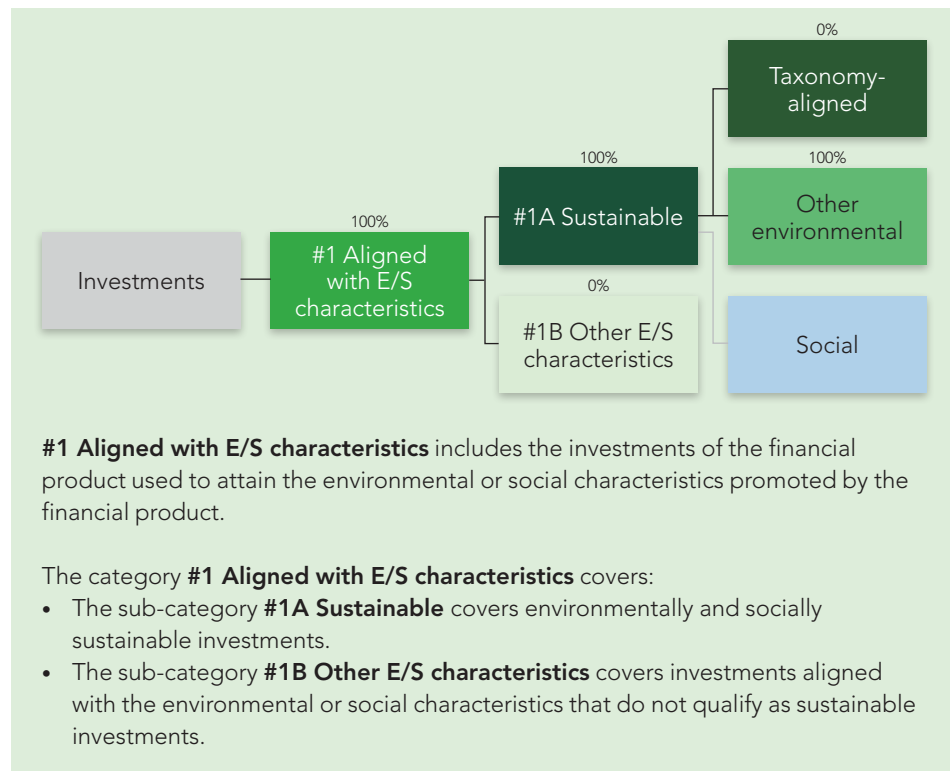 0%
Taxonomy-
aligned
100%
#1A Sustainable
100%
Other
environmental
100%
#1 Aligned
with E/S
characteristics
Investments
0%
#1B Other E/S
characteristics
Social
#1 Aligned with E/S characteristics includes the investments of the financial
product used to attain the environmental or social characteristics promoted by the
financial product.
The category #1 Aligned with E/S characteristics covers:
• The sub-category #1A Sustainable covers environmentally and socially
sustainable investments.
• The sub-category #1B Other E/S characteristics covers investments aligned
with the environmental or social characteristics that do not qualify as sustainable
investments.